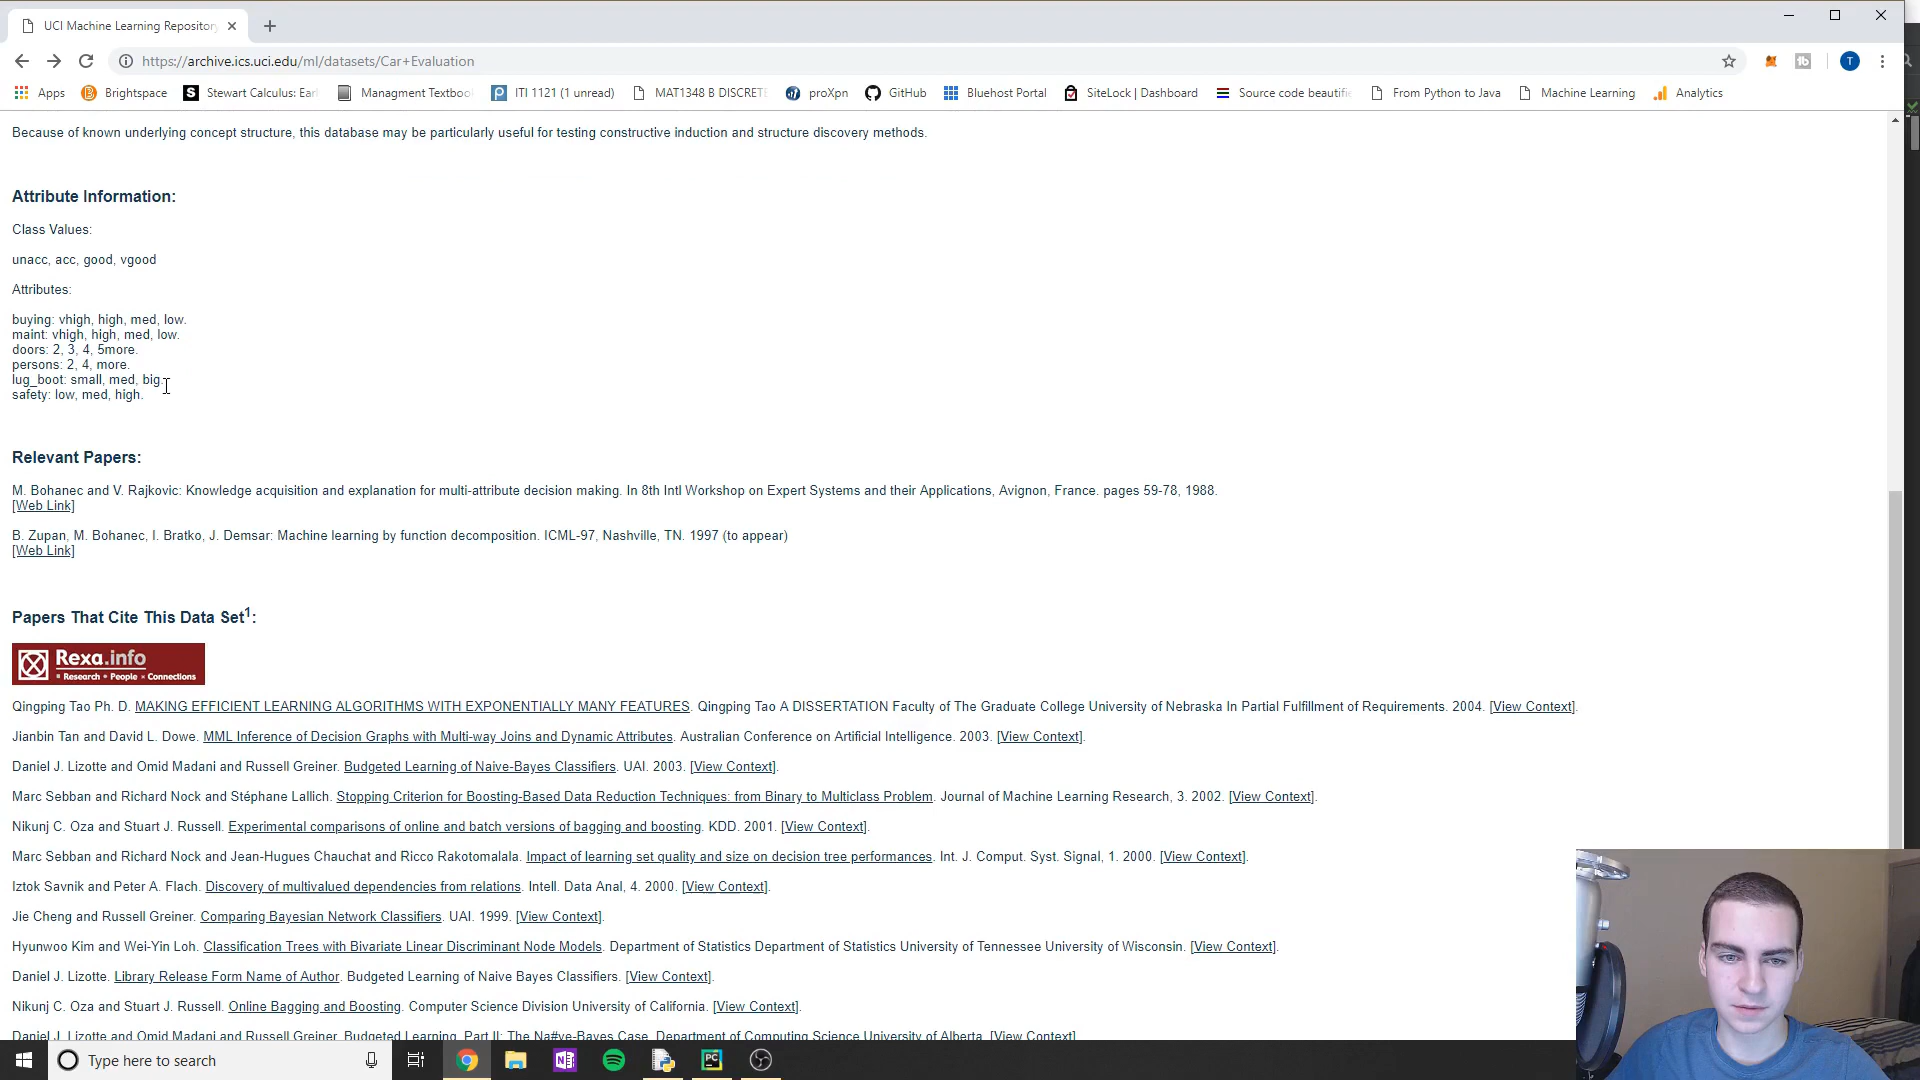 UCI Machine Learning Repository
https://archive.ics.uci.edu/ml/datasets/Car+Evaluation
T
Apps
Brightspace
Stewart Calculus: Earl
Managment Textboo
ITI 1121 (1 unread)
MAT1348 B DISCRETE
proXpn
GitHub
Bluehost Portal
SiteLock | Dashboard
Source code beautifi
From Python to Java
Machine Learning
Analytics
Because of known underlying concept structure, this database may be particularly useful for testing constructive induction and structure discovery methods.
Attribute Information:
Class Values:
unacc, acc, good, vgood
Attributes:
buying: vhigh, high, med, low.
maint: vhigh, high, med, low.
doors: 2, 3, 4, 5more.
persons: 2, 4, more.
lug_boot: small, med, big.
safety: low, med, high.
Relevant Papers:
M. Bohanec and V. Rajkovic: Knowledge acquisition and explanation for multi-attribute decision making. In 8th Intl Workshop on Expert Systems and their Applications, Avignon, France. pages 59-78, 1988.
[Web Link]
B. Zupan, M. Bohanec, I. Bratko, J. Demsar: Machine learning by function decomposition. ICML-97, Nashville, TN. 1997 (to appear)
[Web Link]
Papers That Cite This Data Set1:
Rexa.info
Research • People • Connections
Qingping Tao Ph. D. MAKING EFFICIENT LEARNING ALGORITHMS WITH EXPONENTIALLY MANY FEATURES. Qingping Tao A DISSERTATION Faculty of The Graduate College University of Nebraska In Partial Fulfillment of Requirements. 2004. [View Context].
Jianbin Tan and David L. Dowe. MML Inference of Decision Graphs with Multi-way Joins and Dynamic Attributes. Australian Conference on Artificial Intelligence. 2003. [View Context].
Daniel J. Lizotte and Omid Madani and Russell Greiner. Budgeted Learning of Naive-Bayes Classifiers. UAI. 2003. [View Context].
Marc Sebban and Richard Nock and Stéphane Lallich. Stopping Criterion for Boosting-Based Data Reduction Techniques: from Binary to Multiclass Problem. Journal of Machine Learning Research, 3. 2002. [View Context].
Nikunj C. Oza and Stuart J. Russell. Experimental comparisons of online and batch versions of bagging and boosting. KDD. 2001. [View Context].
Marc Sebban and Richard Nock and Jean-Hugues Chauchat and Ricco Rakotomalala. Impact of learning set quality and size on decision tree performances. Int. J. Comput. Syst. Signal, 1. 2000. [View Context].
Iztok Savnik and Peter A. Flach. Discovery of multivalued dependencies from relations. Intell. Data Anal, 4. 2000. [View Context].
Jie Cheng and Russell Greiner. Comparing Bayesian Network Classifiers. UAI. 1999. [View Context].
Hyunwoo Kim and Wei-Yin Loh. Classification Trees with Bivariate Linear Discriminant Node Models. Department of Statistics Department of Statistics University of Tennessee University of Wisconsin. [View Context].
Daniel J. Lizotte. Library Release Form Name of Author. Budgeted Learning of Naive Bayes Classifiers. [View Context].
Nikunj C. Oza and Stuart J. Russell. Online Bagging and Boosting. Computer Science Division University of California. [View Context].
Daniel J. Lizotte and Omid Madani and Russell Greiner. Budgeted Learning, Part II: The Na#ve-Bayes Case. Department of Computing Science University of Alberta. [View Context].
Type here to search